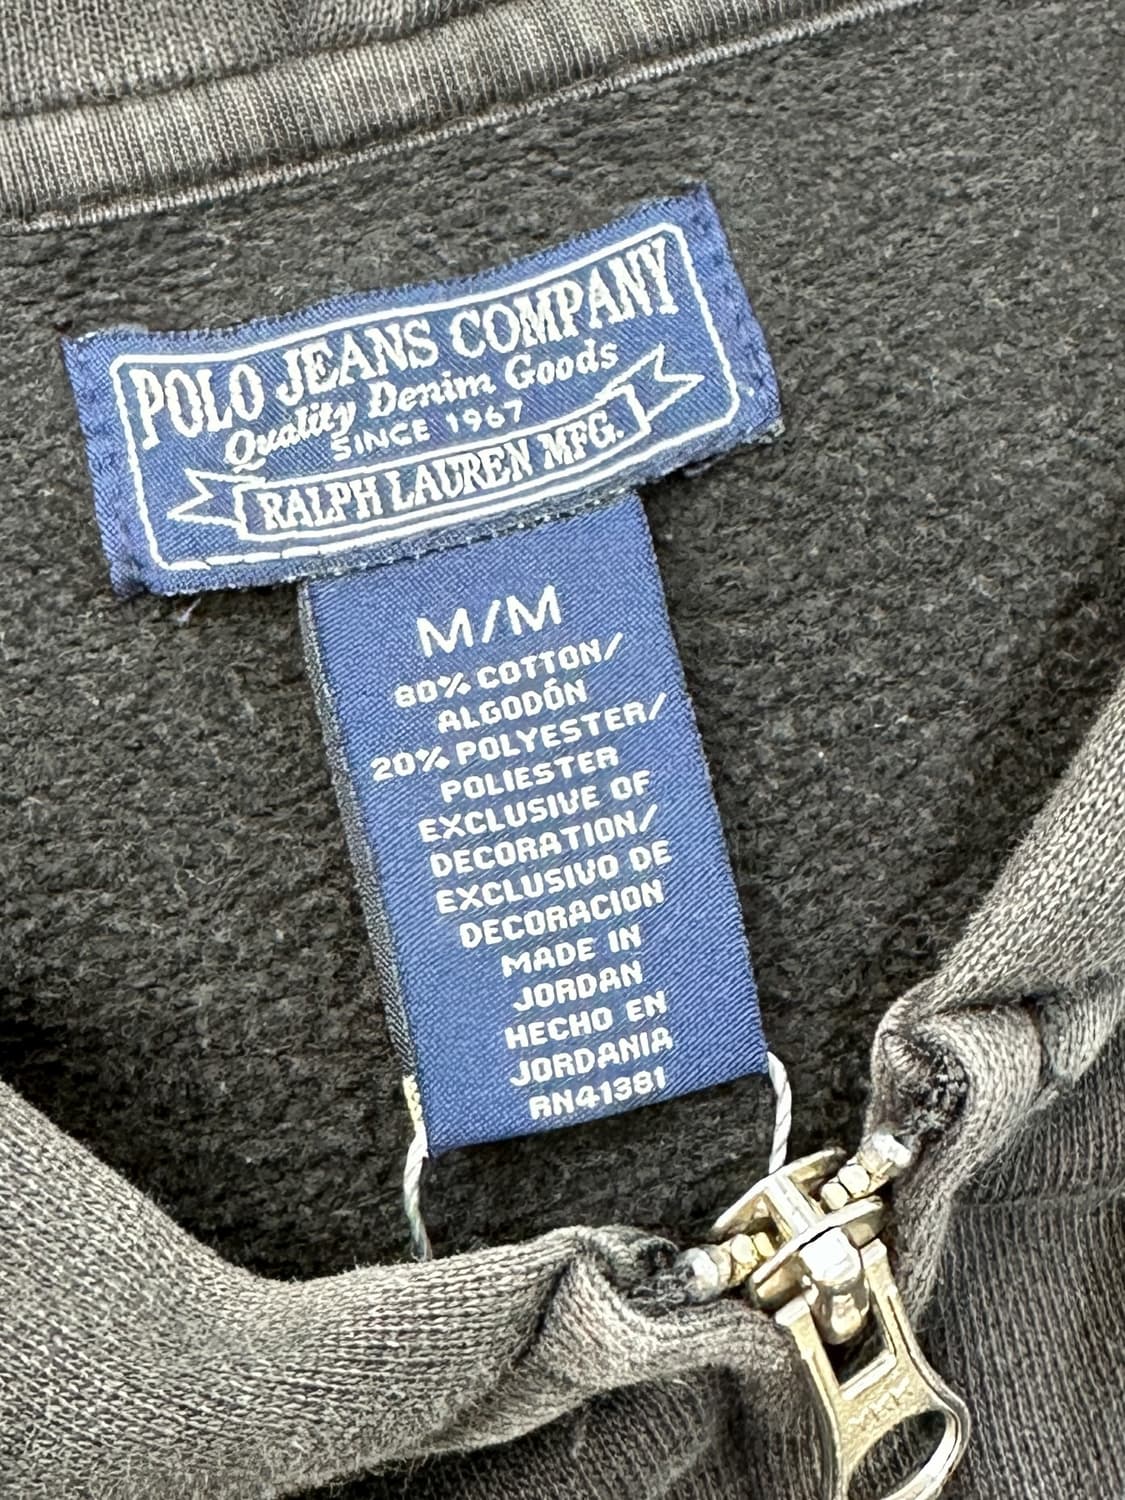 POLO JEANS COMPANY
Quality Denim Goods
SINCE 1967
RALPH LAUREN MFG.
M/M
80% COTTON/
ALGODÓN
20% POLYESTER/
POLIESTER
EXCLUSIVE OF
DECORATION/
EXCLUSIVO DE
DECORACION
MADE IN
JORDAN
HECHO EN
JORDANIA
RN41381
YKK